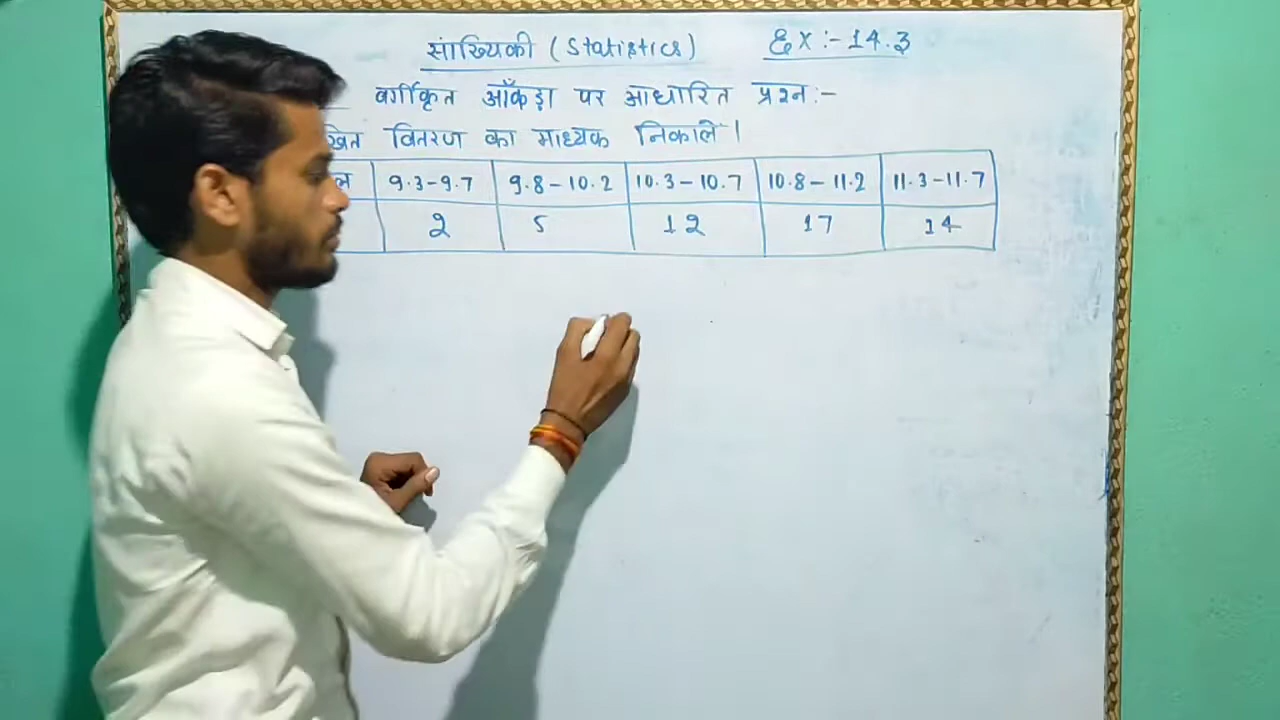 सांख्यिकी (Statistics) Ex:- 14.3
वर्गीकृत आँकड़ा पर आधारित प्रश्न:-
वितरण का माध्यक निकालें।
9.3-9.7 9.8-10.2 10.3-10.7 10.8-11.2 11.3-11.7
2 5 12 17 14